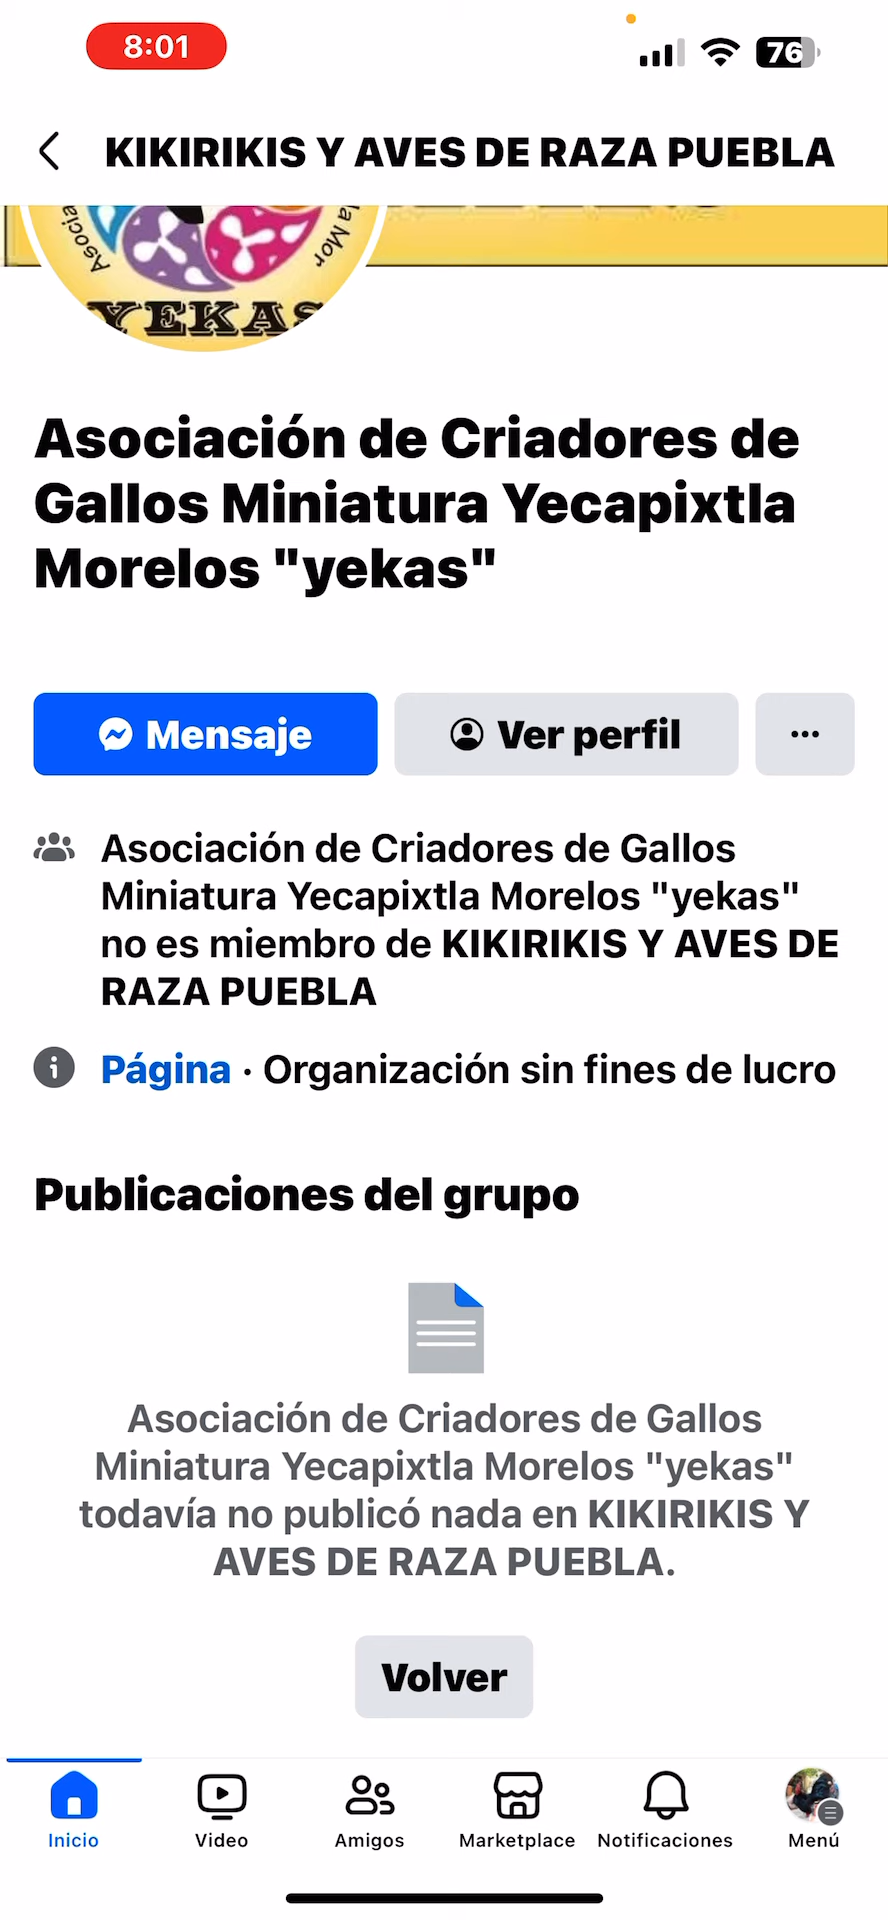 8:01
76
KIKIRIKIS Y AVES DE RAZA PUEBLA
Asocia
la Mor
YEKAS
Asociación de Criadores de
Gallos Miniatura Yecapixtla
Morelos "yekas"
Mensaje
Ver perfil
Asociación de Criadores de Gallos
Miniatura Yecapixtla Morelos "yekas"
no es miembro de KIKIRIKIS Y AVES DE
RAZA PUEBLA
Página · Organización sin fines de lucro
Publicaciones del grupo
Asociación de Criadores de Gallos
Miniatura Yecapixtla Morelos "yekas"
todavía no publicó nada en KIKIRIKIS Y
AVES DE RAZA PUEBLA.
Volver
Inicio
Video
Amigos
Marketplace
Notificaciones
Menú